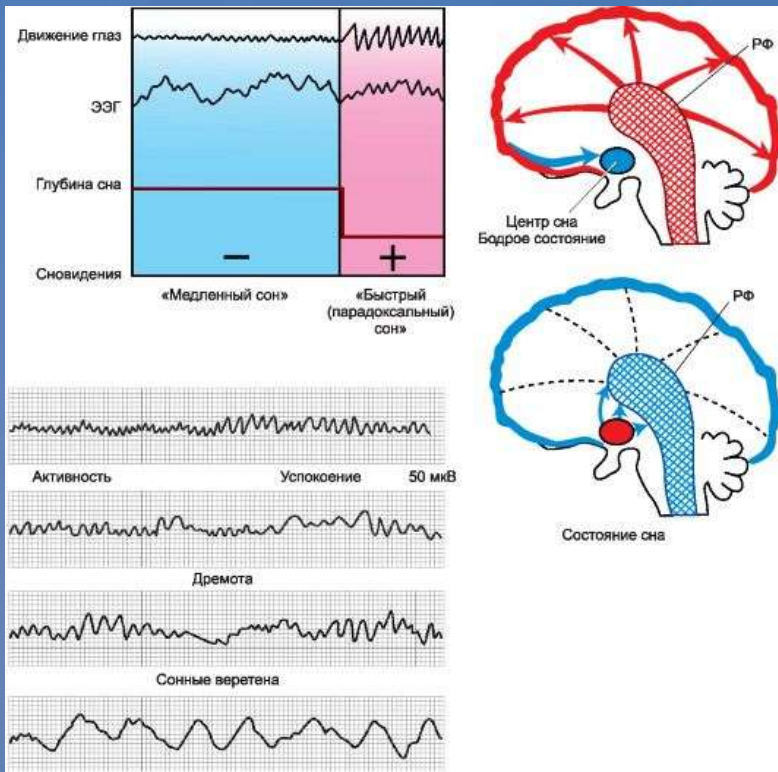 Движение глаз
ЭЭГ
Глубина сна
Сновидения
−
+
«Медленный сон»
«Быстрый
(парадоксальный)
сон»
РФ
Центр сна
Бодрое состояние
РФ
Состояние сна
Активность
Успокоение
50 мкВ
Дремота
Сонные веретена